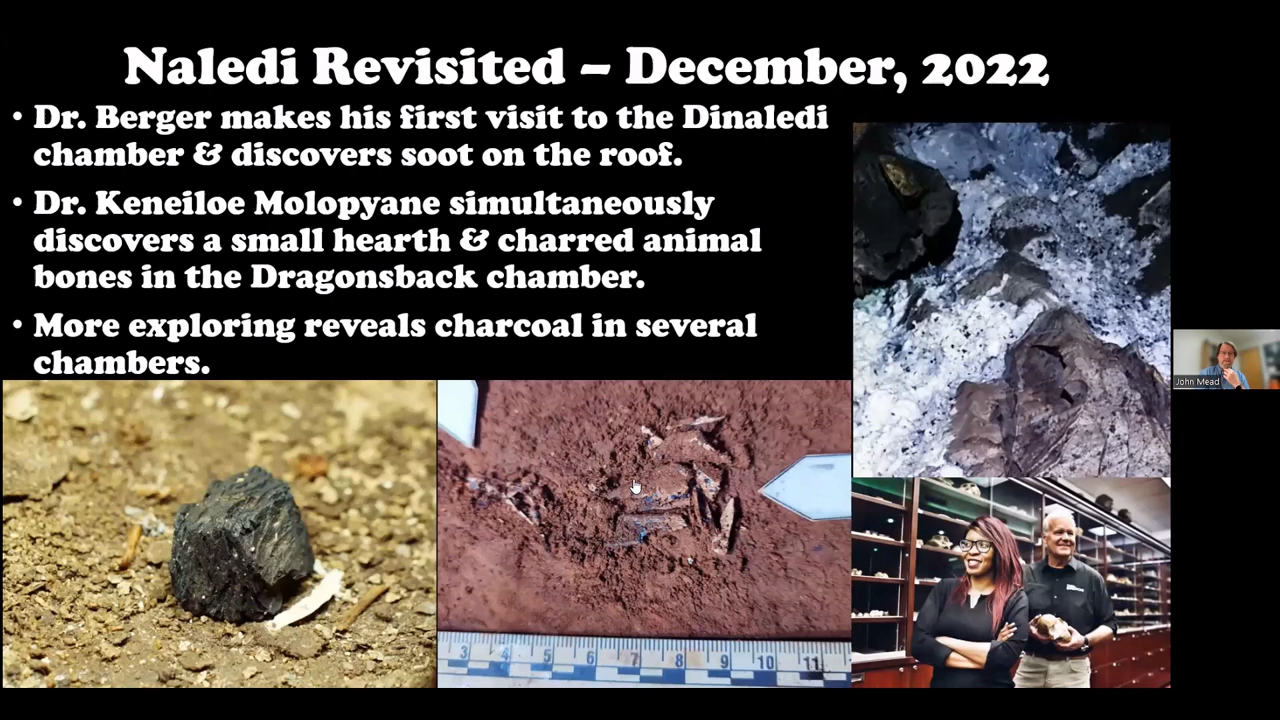 Naledi Revisited – December, 2022
• Dr. Berger makes his first visit to the Dinaledi
chamber & discovers soot on the roof.
• Dr. Keneiloe Molopyane simultaneously
discovers a small hearth & charred animal
bones in the Dragonsback chamber.
• More exploring reveals charcoal in several
chambers.
John Mead
3 4 5 6 7 8 9 10 11